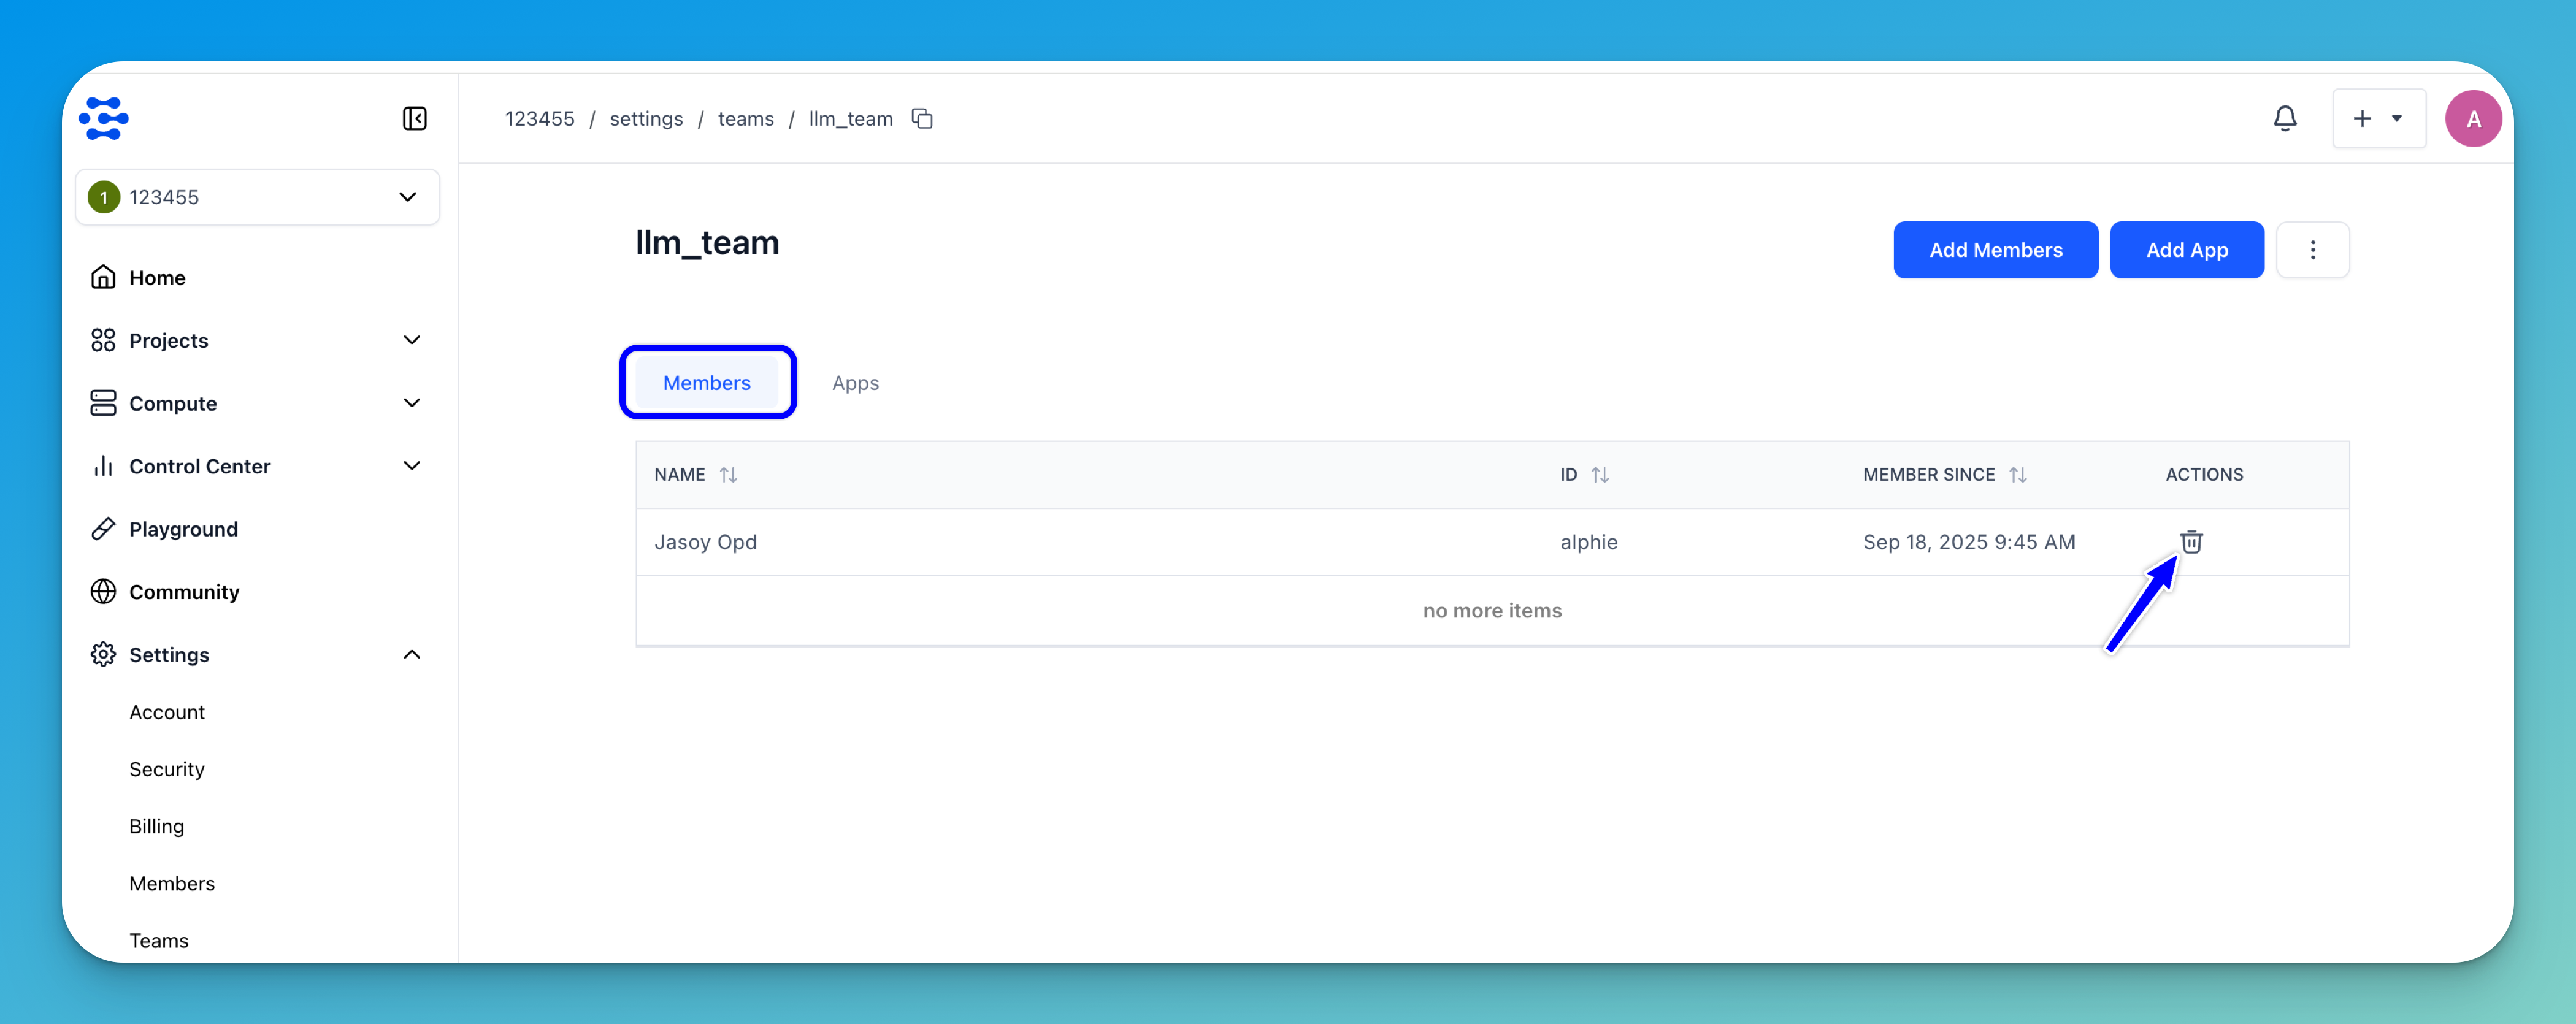 123455 / settings / teams / llm_team
A
1 123455
Home
Projects
Compute
Control Center
Playground
Community
Settings
Account
Security
Billing
Members
Teams
llm_team
Add Members
Add App
Members
Apps
NAME ID MEMBER SINCE ACTIONS
Jasoy Opd alphie Sep 18, 2025 9:45 AM
no more items